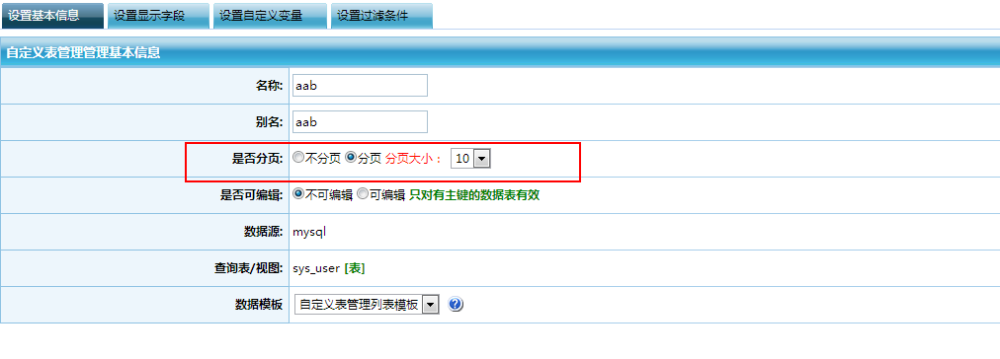 设置基本信息 设置显示字段 设置自定义变量 设置过滤条件
自定义表管理管理基本信息
名称: aab
别名: aab
是否分页: 不分页 分页 分页大小： 10
是否可编辑: 不可编辑 可编辑 只对有主键的数据表有效
数据源: mysql
查询表/视图: sys_user [表]
数据模板 自定义表管理列表模板 ?